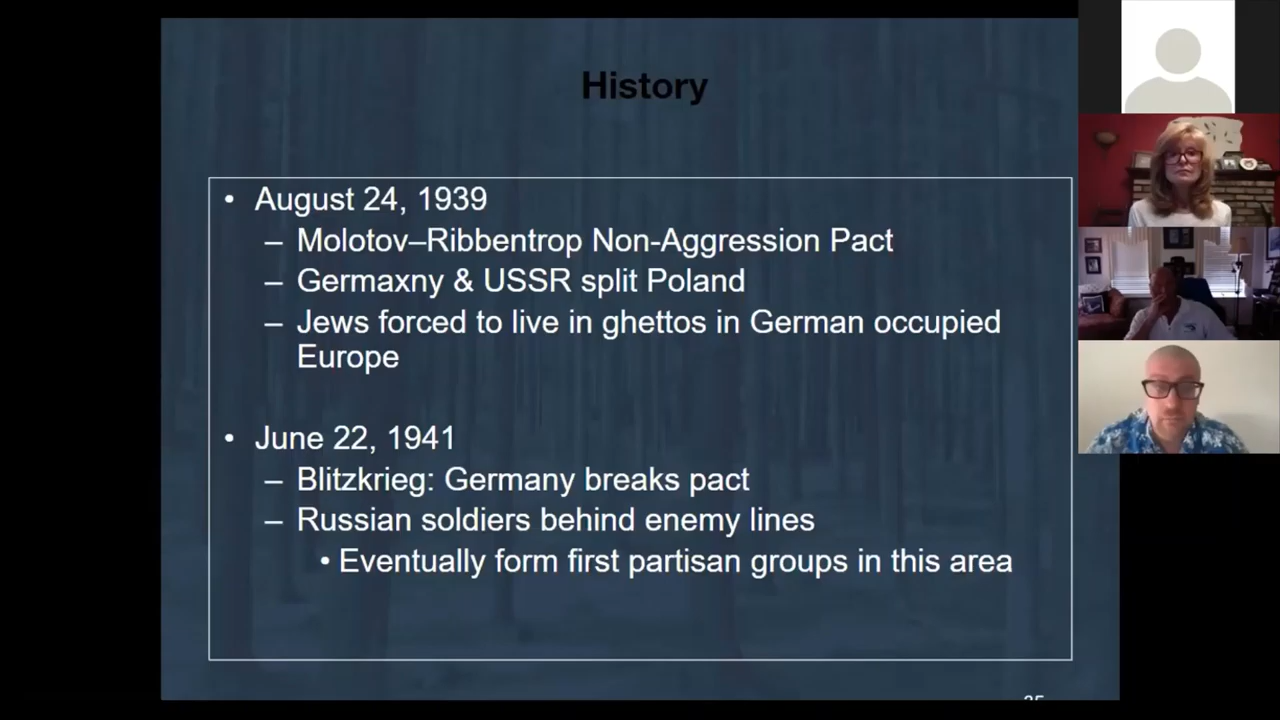 History
• August 24, 1939
– Molotov–Ribbentrop Non-Aggression Pact
– Germaxny & USSR split Poland
– Jews forced to live in ghettos in German occupied
Europe
• June 22, 1941
– Blitzkrieg: Germany breaks pact
– Russian soldiers behind enemy lines
• Eventually form first partisan groups in this area